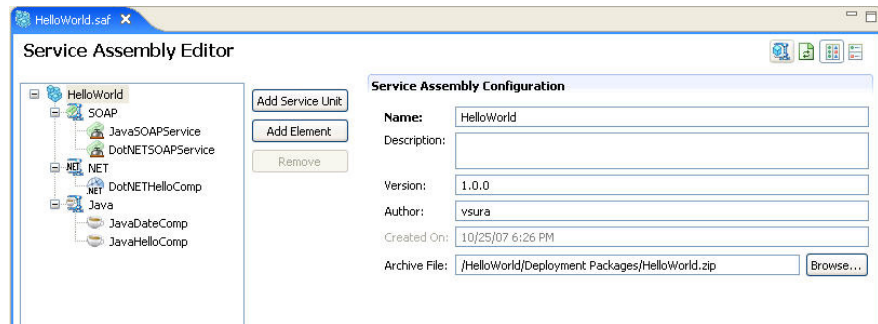 HelloWorld.saf
Service Assembly Editor
HelloWorld
SOAP
JavaSOAPService
DotNETSOAPService
.NET NET
.NET DotNETHelloComp
Java
JavaDateComp
JavaHelloComp
Add Service Unit
Add Element
Remove
Service Assembly Configuration
Name: HelloWorld
Description:
Version: 1.0.0
Author: vsura
Created On: 10/25/07 6:26 PM
Archive File: /HelloWorld/Deployment Packages/HelloWorld.zip Browse...